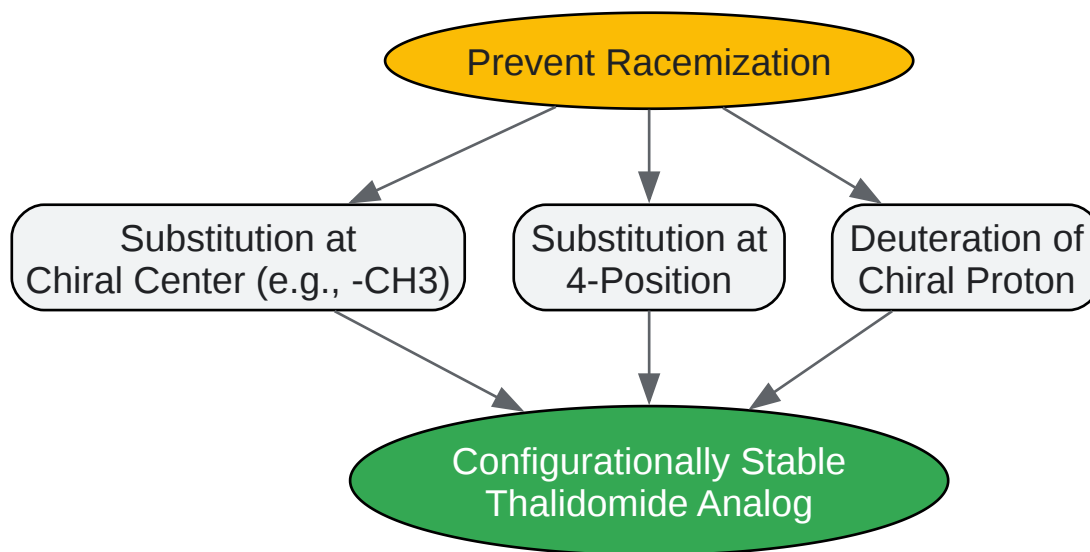 Prevent Racemization
Substitution at
Chiral Center (e.g., -CH3)
Substitution at
4-Position
Deuteration of
Chiral Proton
Configurationally Stable
Thalidomide Analog